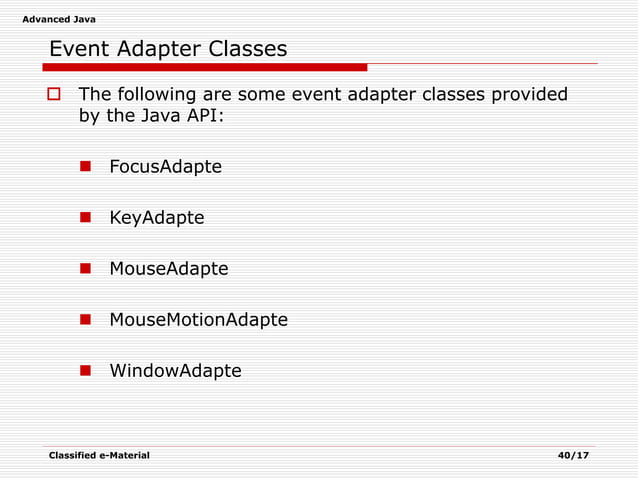 Advanced Java
Event Adapter Classes
The following are some event adapter classes provided
by the Java API:
FocusAdapte
KeyAdapte
MouseAdapte
MouseMotionAdapte
WindowAdapte
Classified e-Material
40/17